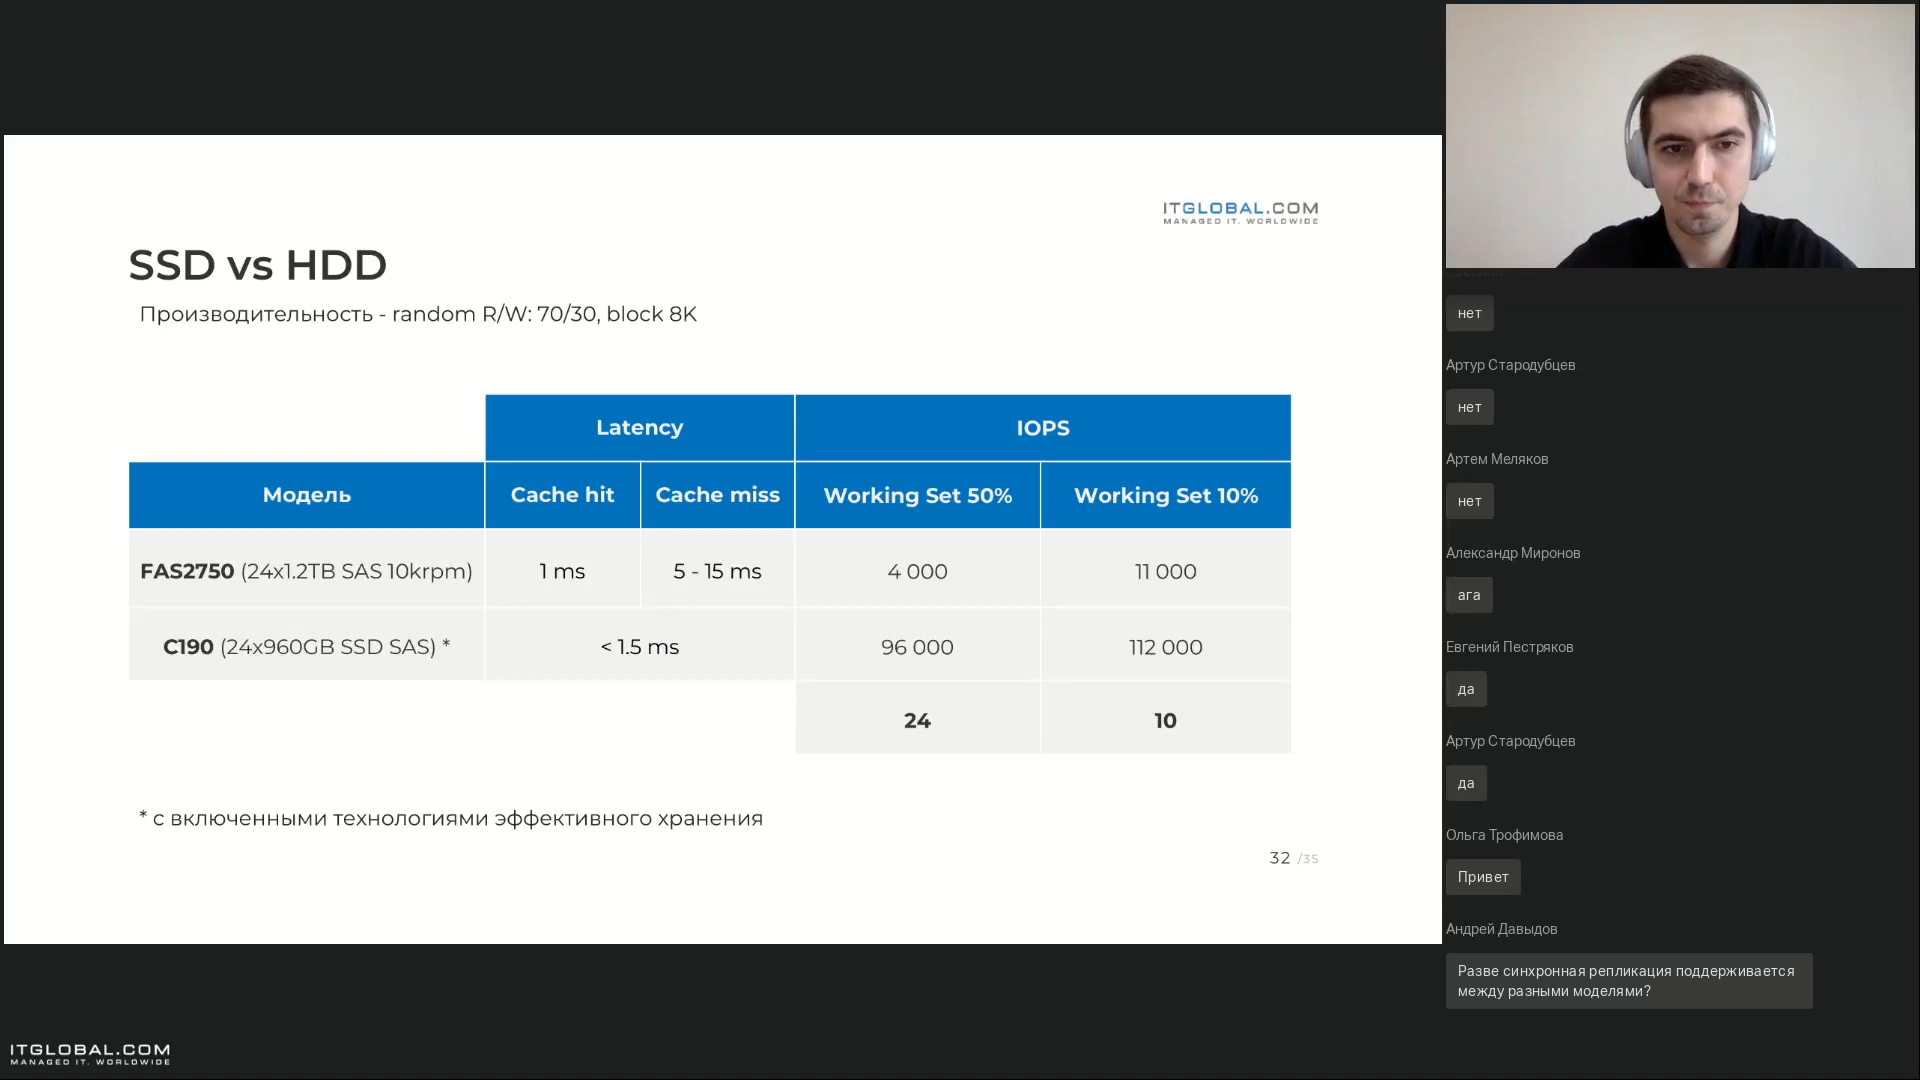 ITGLOBAL.COM
MANAGED IT. WORLDWIDE
SSD vs HDD
Производительность - random R/W: 70/30, block 8K
Latency IOPS
Модель Cache hit Cache miss Working Set 50% Working Set 10%
FAS2750 (24x1.2TB SAS 10krpm) 1 ms 5 - 15 ms 4 000 11 000
C190 (24x960GB SSD SAS) * < 1.5 ms 96 000 112 000
24 10
* с включенными технологиями эффективного хранения
32 /35
нет
Артур Стародубцев
нет
Артем Меляков
нет
Александр Миронов
ага
Евгений Пестряков
да
Артур Стародубцев
да
Ольга Трофимова
Привет
Андрей Давыдов
Разве синхронная репликация поддерживается
между разными моделями?
ITGLOBAL.COM
MANAGED IT. WORLDWIDE